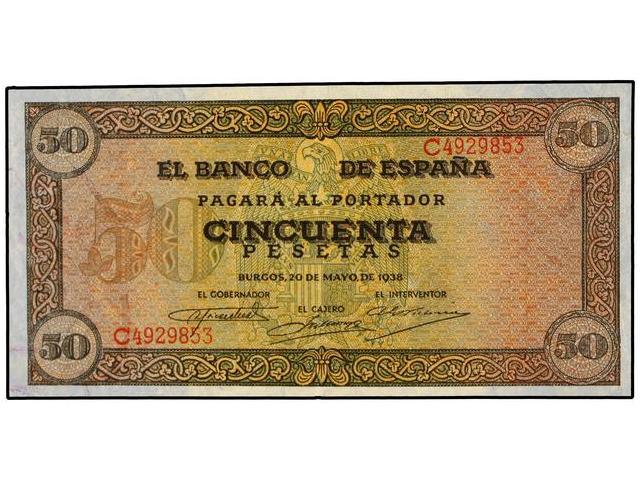 50 50
C4929853
EL BANCO DE ESPAÑA
PAGARÁ AL PORTADOR
50
CINCUENTA
PESETAS
BURGOS, 20 DE MAYO, DE 1938
EL GOBERNADOR EL CAJERO EL INTERVENTOR
C4929853
50 50